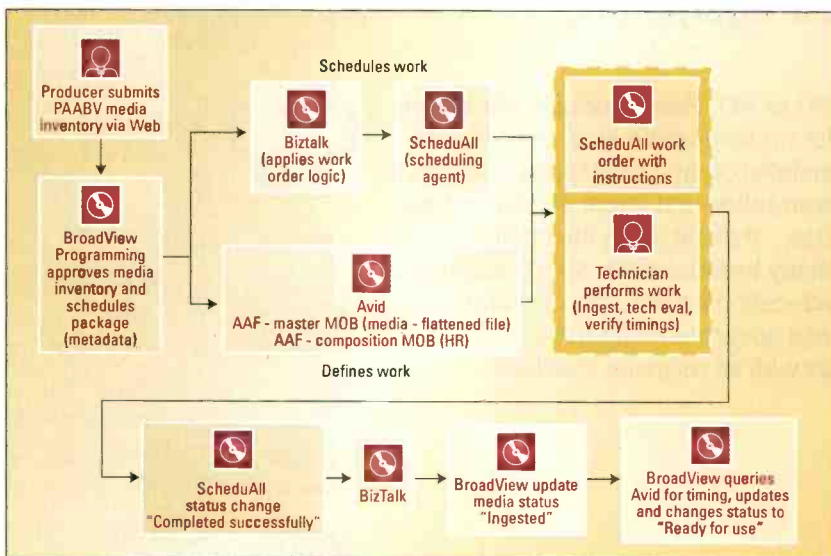 Producer submits
PAABV media
inventory via Web
BroadView
Programming
approves media
inventory and
schedules
package
(metadata)
Schedules work
Biztalk
(applies work
order logic)
ScheduAll
(scheduling
agent)
Avid
AAF - master MOB (media - flattened file)
AAF - composition MOB (HR)
Defines work
ScheduAll work
order with
instructions
Technician
performs work
(Ingest, tech eval,
verify timings)
ScheduAll
status change
"Completed successfully"
BizTalk
BroadView update
media status
"Ingested"
BroadView queries
Avid for timing, updates
and changes status to
"Ready for use"